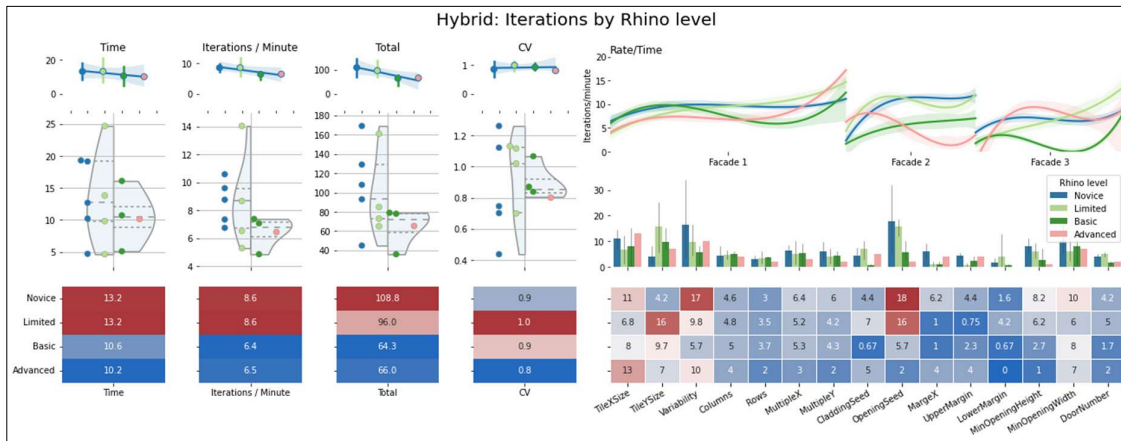 Hybrid: Iterations by Rhino level
Time
Iterations / Minute
Total
CV
Rate/Time
20
0
10
0
100
0
1
0
20
15
10
5
0
Iterations/minute
Facade 1
Facade 2
Facade 3
25
20
15
10
5
14
12
10
8
6
4
180
160
140
120
100
80
60
40
20
1.2
1.0
0.8
0.6
0.4
30
20
10
0
Rhino level
Novice
Limited
Basic
Advanced
Novice 13.2 8.6 108.8 0.9
Limited 13.2 8.6 96.0 1.0
Basic 10.6 6.4 64.3 0.9
Advanced 10.2 6.5 66.0 0.8
Time
Iterations / Minute
Total
CV
11 4.2 17 4.6 3 6.4 6 4.4 18 6.2 4.4 1.6 8.2 10 4.2
6.8 16 9.8 4.8 3.5 5.2 4.2 7 16 1 0.75 4.2 6.2 6 5
8 9.7 5.7 5 3.7 5.3 4.3 0.67 5.7 1 2.3 0.67 2.7 8 1.7
13 7 10 4 2 3 2 5 2 4 4 0 1 7 2
TileXSize
TileYSize
Variability
Columns
Rows
MultipleX
MultipleY
CladdingSeed
OpeningSeed
MargeX
UpperMargin
LowerMargin
MinOpeningHeight
MinOpeningWidth
DoorNumber